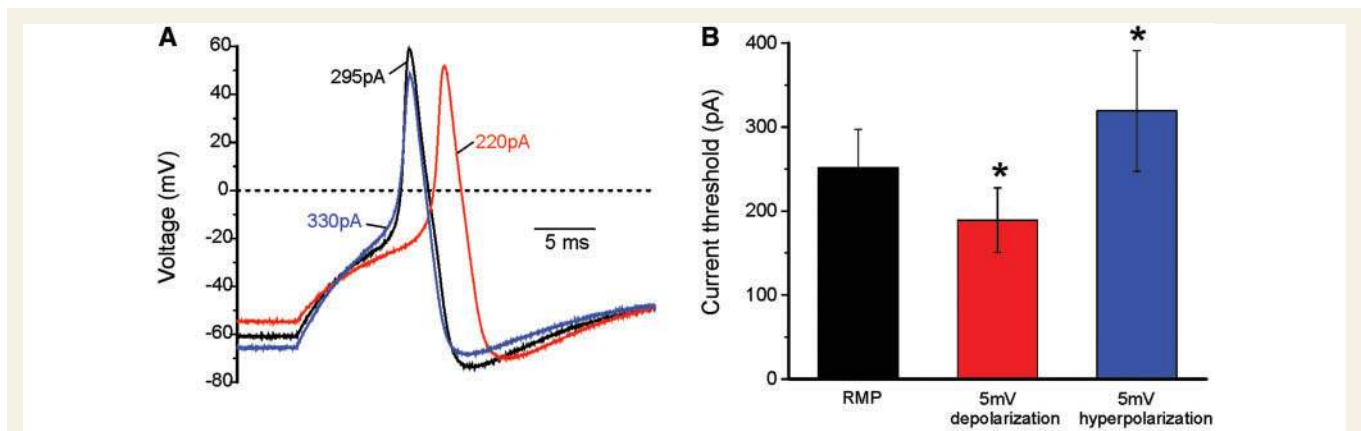 A
60
40
20
0
-20
-40
-60
-80
Voltage (mV)
295pA
220pA
330pA
5 ms
B
*
*
400
300
200
100
0
Current threshold (pA)
RMP
5mV
depolarization
5mV
hyperpolarization